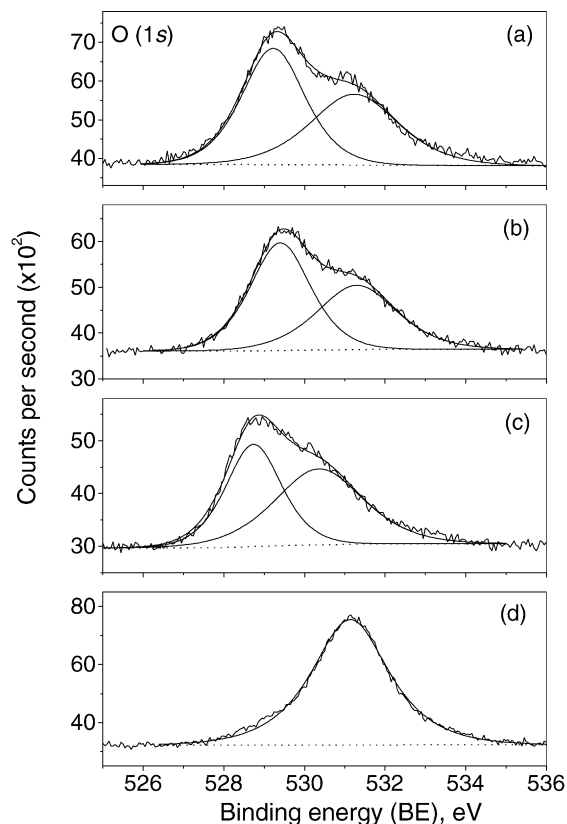 O (1s)
(a)
70
60
50
40
(b)
60
50
40
30
(c)
50
40
30
(d)
80
60
40
526 528 530 532 534 536
Binding energy (BE), eV
Counts per second (x10²)